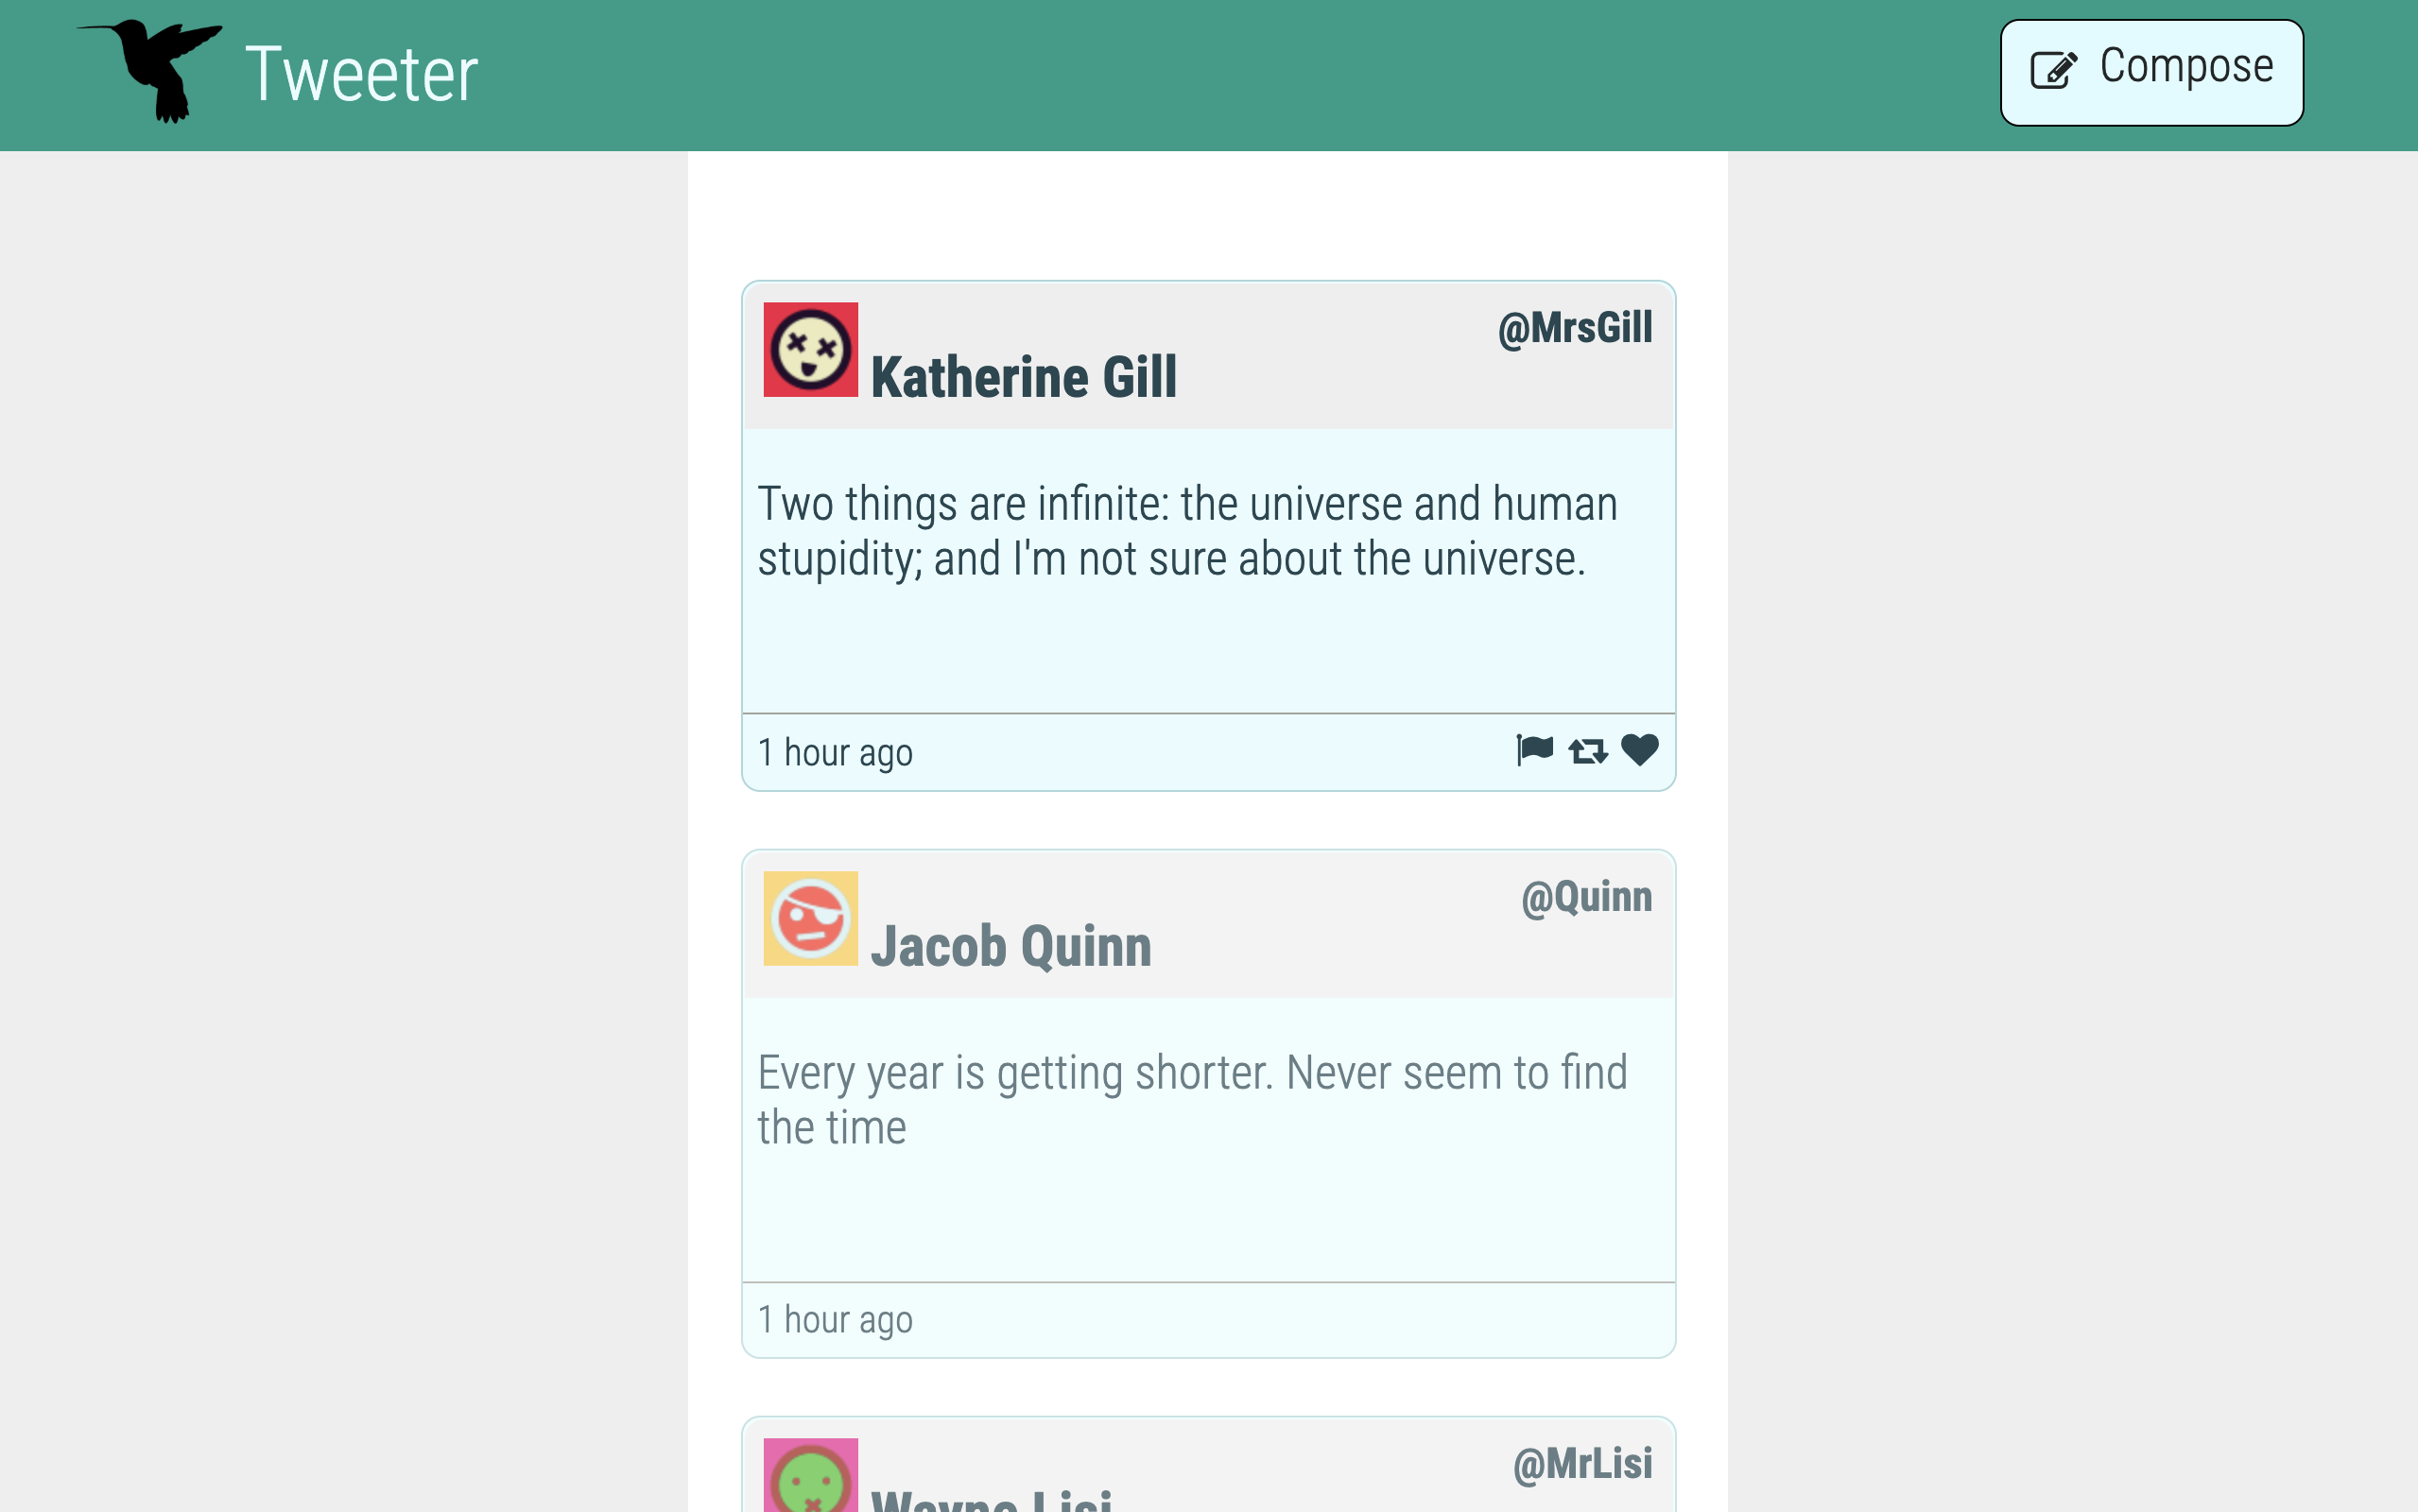 Tweeter
Compose
@MrsGill
Katherine Gill
Two things are infinite: the universe and human
stupidity; and I'm not sure about the universe.
1 hour ago
@Quinn
Jacob Quinn
Every year is getting shorter. Never seem to find
the time
1 hour ago
@MrLisi
Wayne Lisi